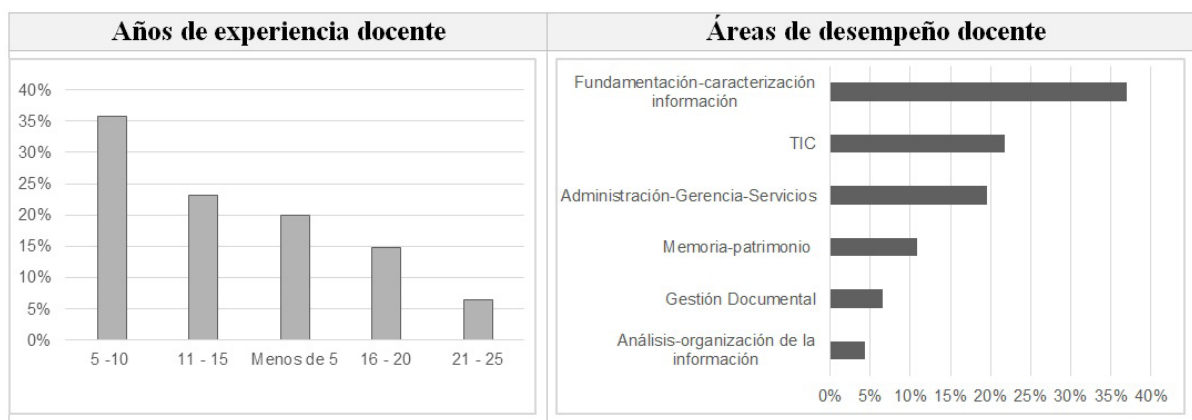 Años de experiencia docente
Áreas de desempeño docente
40%
35%
30%
25%
20%
15%
10%
5%
0%
5 -10
11 - 15
Menos de 5
16 - 20
21 - 25
Fundamentación-caracterización
información
TIC
Administración-Gerencia-Servicios
Memoria-patrimonio
Gestión Documental
Análisis-organización de la
información
0%
5%
10%
15%
20%
25%
30%
35%
40%